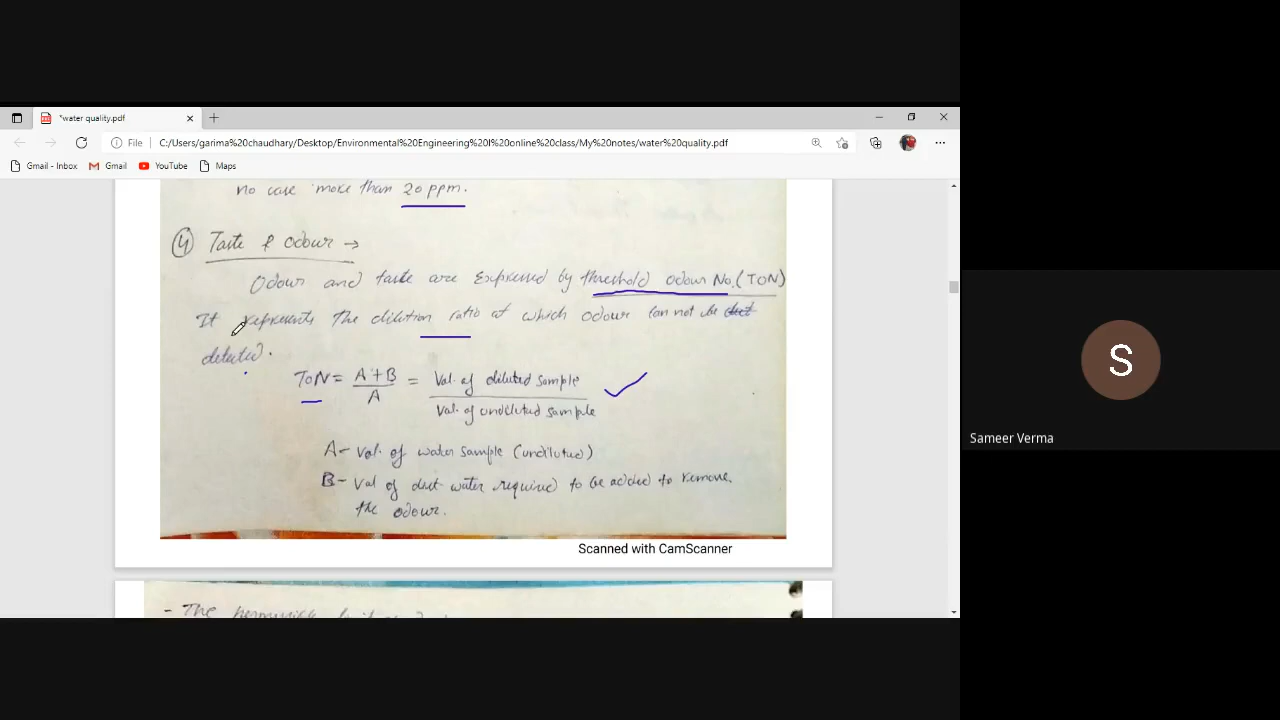 *water quality.pdf
File
C:/Users/garima%20chaudhary/Desktop/Environmental%20Engineering%20I%20online%20class/My%20notes/water%20quality.pdf
Gmail - Inbox
Gmail
YouTube
Maps
no case more than 20 ppm.
4 Taste & odour →
Odour and taste are expressed by threshold odour No. (TON)
It represents the dilution ratio at which odour can not be
detected.
TON = A+B / A = Vol. of diluted sample / Vol. of undiluted sample
A- Vol. of water sample (undiluted)
B- Vol of dist water required to be added to remove
the odour.
Scanned with CamScanner
- The
S
Sameer Verma